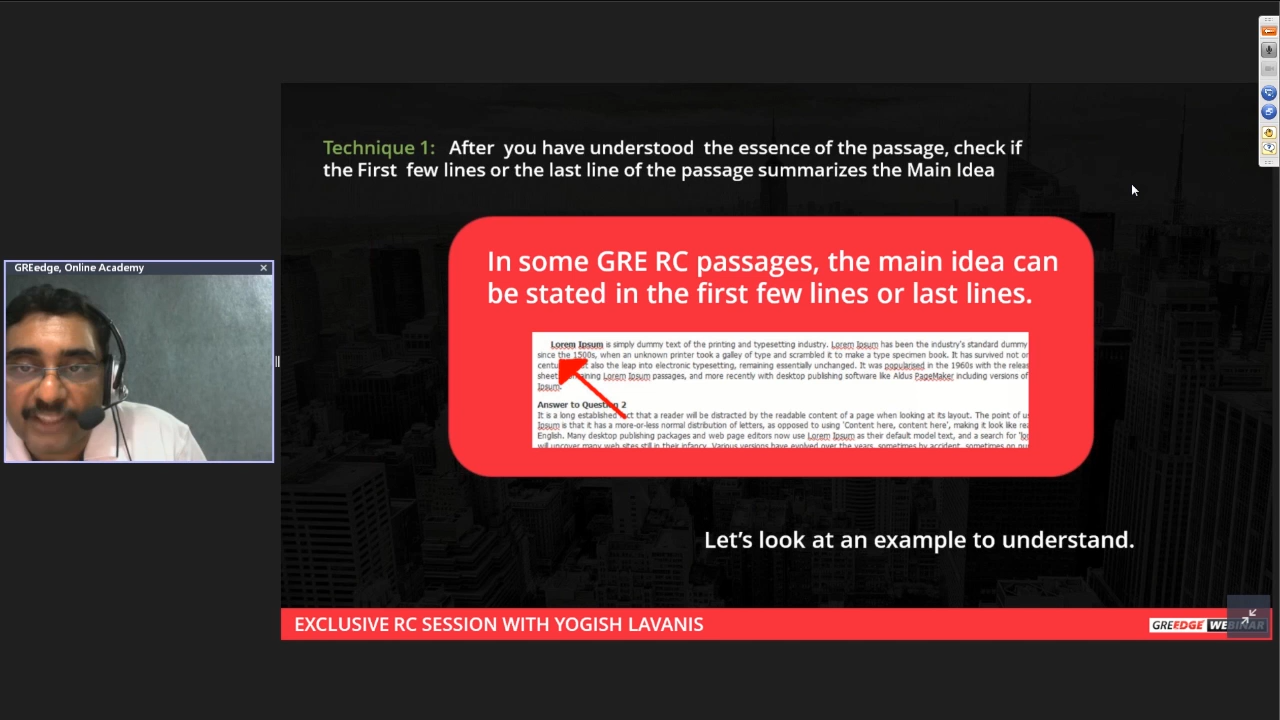 Technique 1: After you have understood the essence of the passage, check if
the First few lines or the last line of the passage summarizes the Main Idea
GREedge, Online Academy
In some GRE RC passages, the main idea can
be stated in the first few lines or last lines.
Lorem Ipsum is simply dummy text of the printing and typesetting industry. Lorem Ipsum has been the industry's standard dummy
since the 1500s, when an unknown printer took a galley of type and scrambled it to make a type specimen book. It has survived not
also the leap into electronic typesetting, remaining essentially unchanged. It was popularised in the 1960s with the
Lorem Ipsum passages, and more recently with desktop publishing software like Aldus PageMaker including versions of
Ipsum.
Answer to Question 2
It is a long established that a reader will be distracted by the readable content of a page when looking at its layout. The point of
Ipsum is that it has a more-or-less normal distribution of letters, as opposed to using 'Content here, content here', making it look like
English. Many desktop publishing packages and web page editors now use Lorem Ipsum as their default model text, and a search for
will uncover many web sites still in their infancy. Various versions have evolved over the years, sometimes by accident, sometimes on
Let's look at an example to understand.
EXCLUSIVE RC SESSION WITH YOGISH LAVANIS
GREEDGE WEBINAR